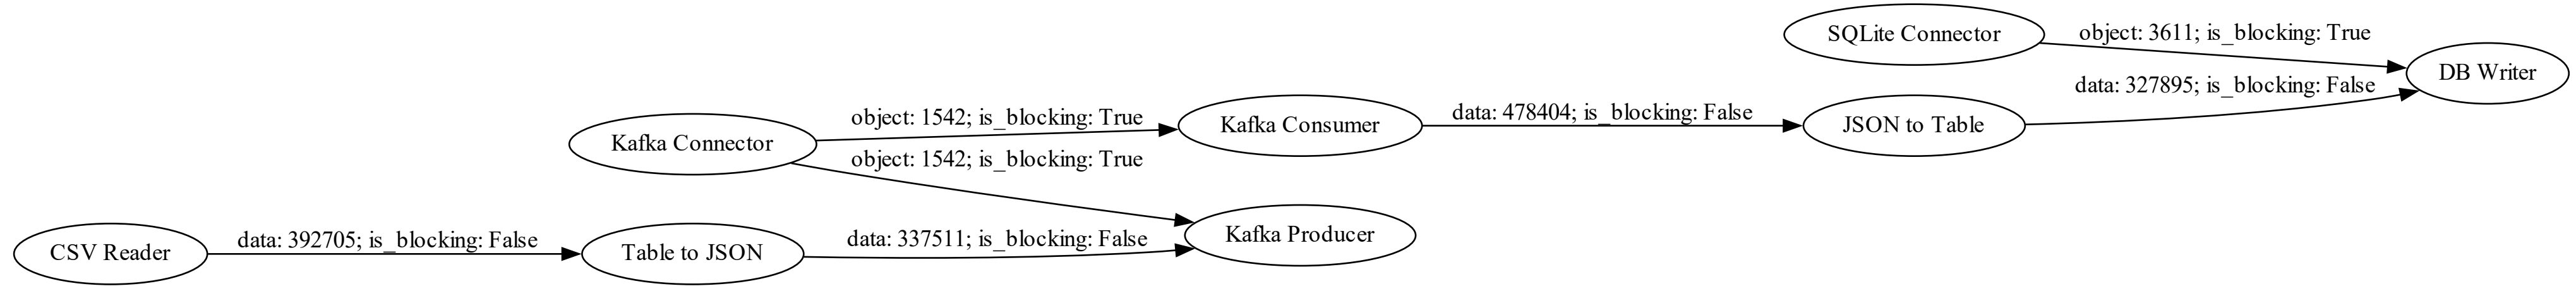 SQLite Connector
object: 3611; is_blocking: True
DB Writer
data: 327895; is_blocking: False
Kafka Connector
object: 1542; is_blocking: True
Kafka Consumer
data: 478404; is_blocking: False
JSON to Table
object: 1542; is_blocking: True
CSV Reader
data: 392705; is_blocking: False
Table to JSON
data: 337511; is_blocking: False
Kafka Producer